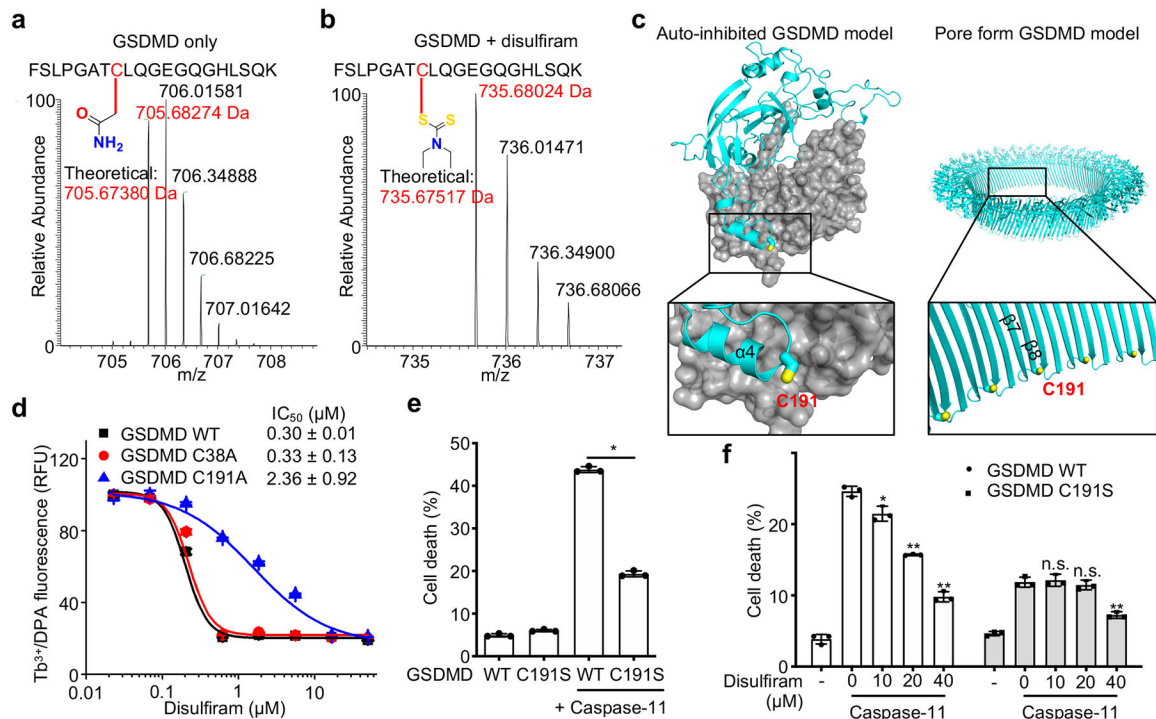 a
GSDMD only
FSLPGATCLQGEGQGHLSQK
O
NH₂
706.01581
705.68274 Da
Theoretical:
705.67380 Da
706.34888
706.68225
707.01642
Relative Abundance
100
0
705 706 707 708
m/z
b
GSDMD + disulfiram
FSLPGATCLQGEGQGHLSQK
S S
N
735.68024 Da
Theoretical:
735.67517 Da
736.01471
736.34900
736.68066
Relative Abundance
100
0
735 736 737
m/z
c
Auto-inhibited GSDMD model
Pore form GSDMD model
α4
C191
β7
β8
C191
d
IC₅₀ (µM)
GSDMD WT 0.30 ± 0.01
GSDMD C38A 0.33 ± 0.13
GSDMD C191A 2.36 ± 0.92
Tb³⁺/DPA fluorescence (RFU)
120
80
40
0
0.01 0.1 1 10
Disulfiram (µM)
e
Cell death (%)
50
40
30
20
10
0
*
GSDMD WT C191S WT C191S
+ Caspase-11
f
GSDMD WT
GSDMD C191S
Cell death (%)
30
20
10
0
* ** ** n.s. n.s. **
Disulfiram - 0 10 20 40 - 0 10 20 40
(µM)
Caspase-11 Caspase-11